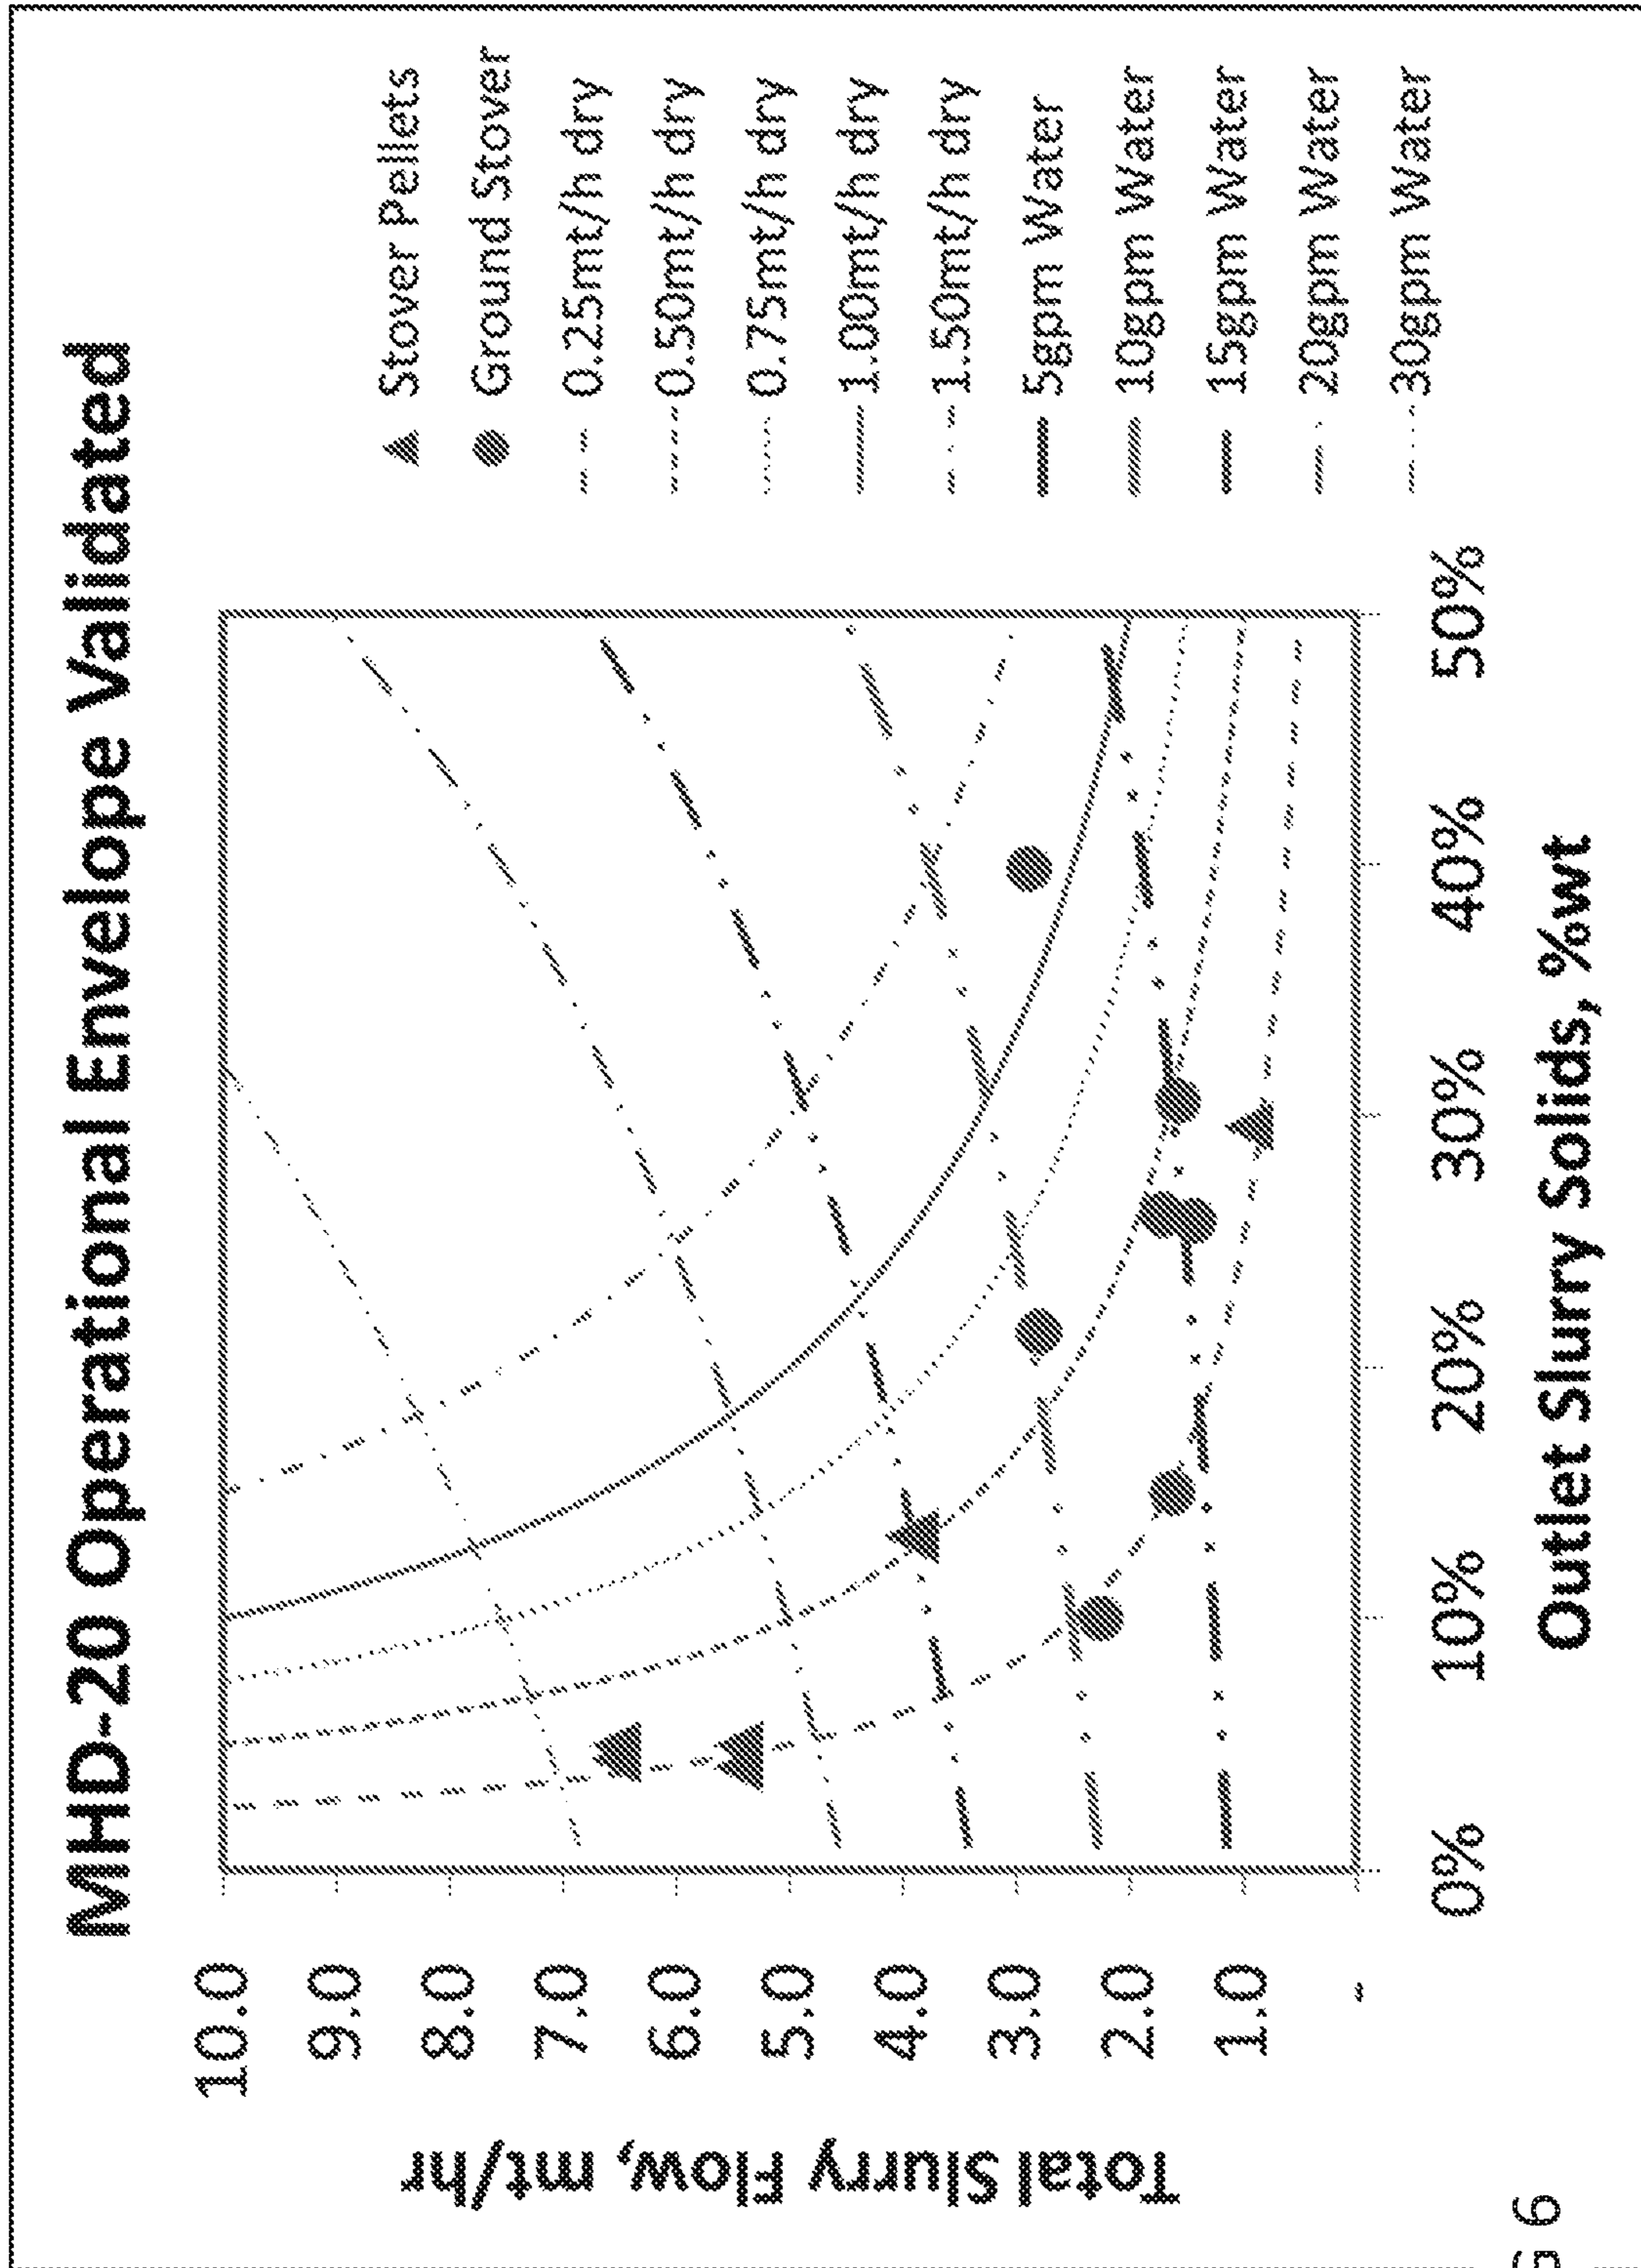 MHD-20 Operational Envelope Validated
Total Slurry Flow, mt/hr
10.0
9.0
8.0
7.0
6.0
5.0
4.0
3.0
2.0
1.0
-
0%
10%
20%
30%
40%
50%
Outlet Slurry Solids, %wt
Stover Pellets
Ground Stover
0.25mt/h dry
0.50mt/h dry
0.75mt/h dry
1.00mt/h dry
1.50mt/h dry
5gpm Water
10gpm Water
15gpm Water
20gpm Water
30gpm Water